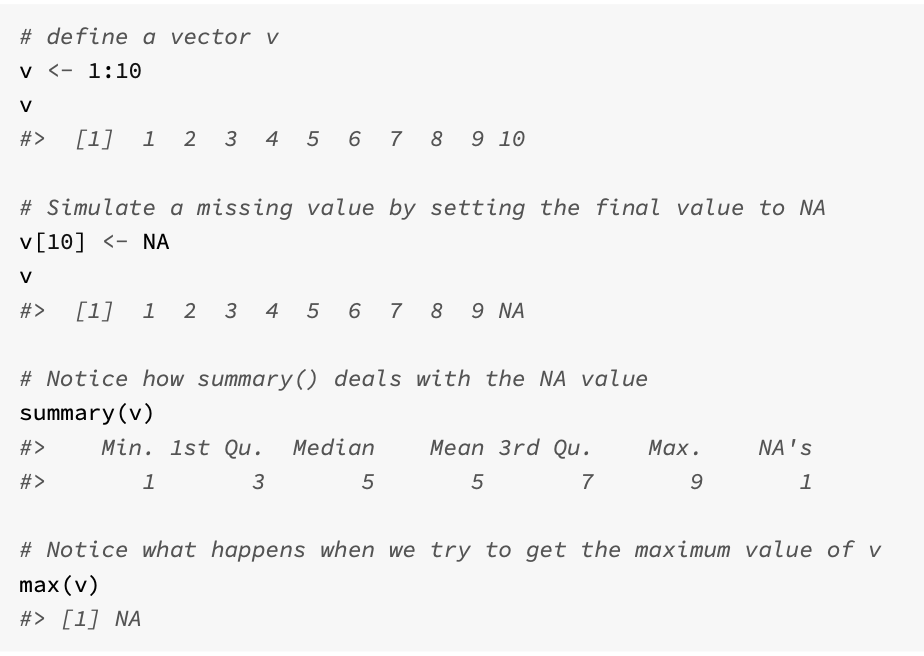 # define a vector v
v <- 1:10
v
#>  [1]  1  2  3  4  5  6  7  8  9 10
# Simulate a missing value by setting the final value to NA
v[10] <- NA
v
#>  [1]  1  2  3  4  5  6  7  8  9 NA
# Notice how summary() deals with the NA value
summary(v)
#>    Min. 1st Qu.  Median    Mean 3rd Qu.    Max.    NA's
#>       1       3       5       5       7       9       1
# Notice what happens when we try to get the maximum value of v
max(v)
#> [1] NA